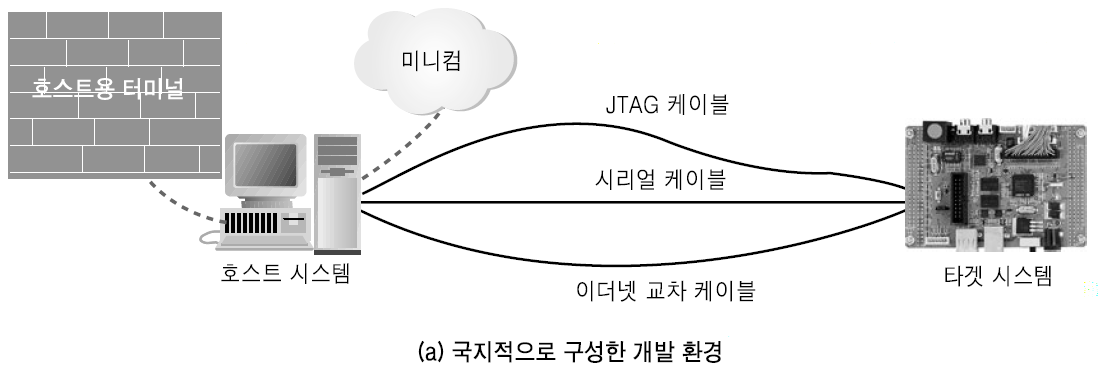 미니컴
호스트용 터미널
JTAG 케이블
시리얼 케이블
호스트 시스템
이더넷 교차 케이블
타겟 시스템
(a) 국지적으로 구성한 개발 환경